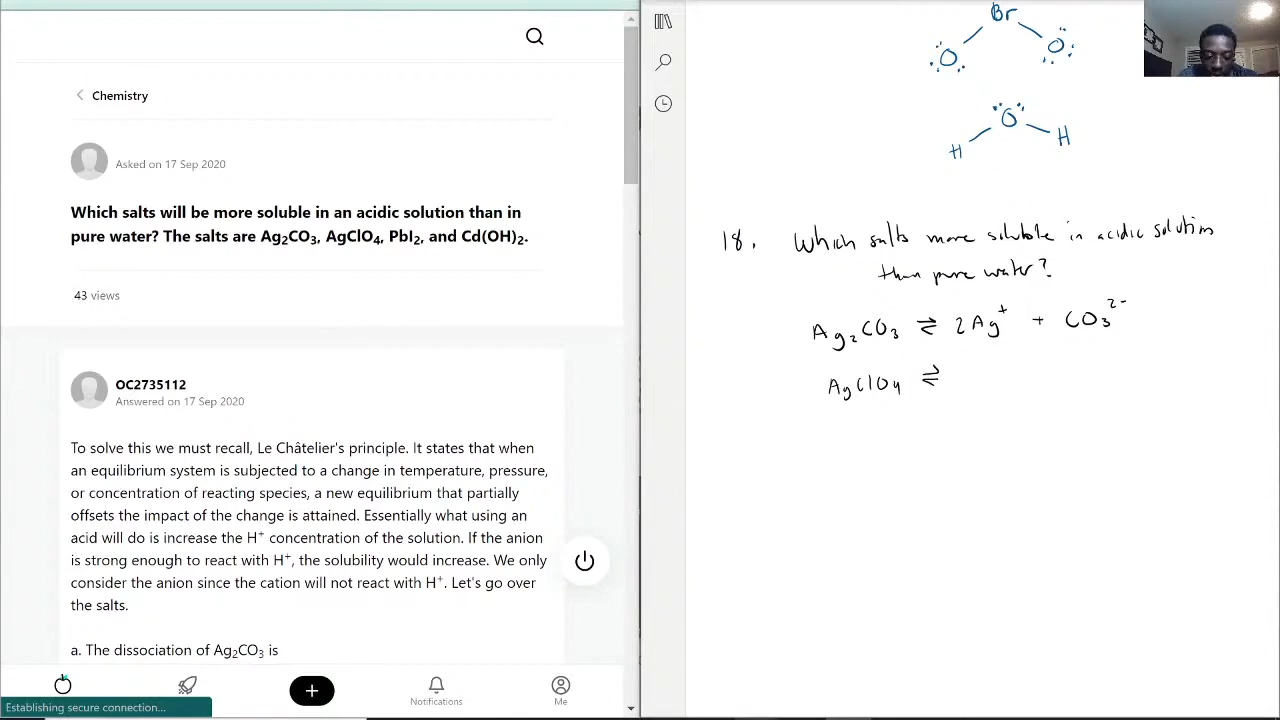 Chemistry
Asked on 17 Sep 2020
Which salts will be more soluble in an acidic solution than in
pure water? The salts are Ag₂CO₃, AgClO₄, PbI₂, and Cd(OH)₂.
43 views
OC2735112
Answered on 17 Sep 2020
To solve this we must recall, Le Châtelier's principle. It states that when
an equilibrium system is subjected to a change in temperature, pressure,
or concentration of reacting species, a new equilibrium that partially
offsets the impact of the change is attained. Essentially what using an
acid will do is increase the H⁺ concentration of the solution. If the anion
is strong enough to react with H⁺, the solubility would increase. We only
consider the anion since the cation will not react with H⁺. Let's go over
the salts.
a. The dissociation of Ag₂CO₃ is
Notifications
Me
Establishing secure connection...
Br
O O
O
H H
18. Which salts more soluble in acidic solution
than pure water?
Ag₂CO₃ ⇌ 2Ag⁺ + CO₃²⁻
AgClO₄ ⇌